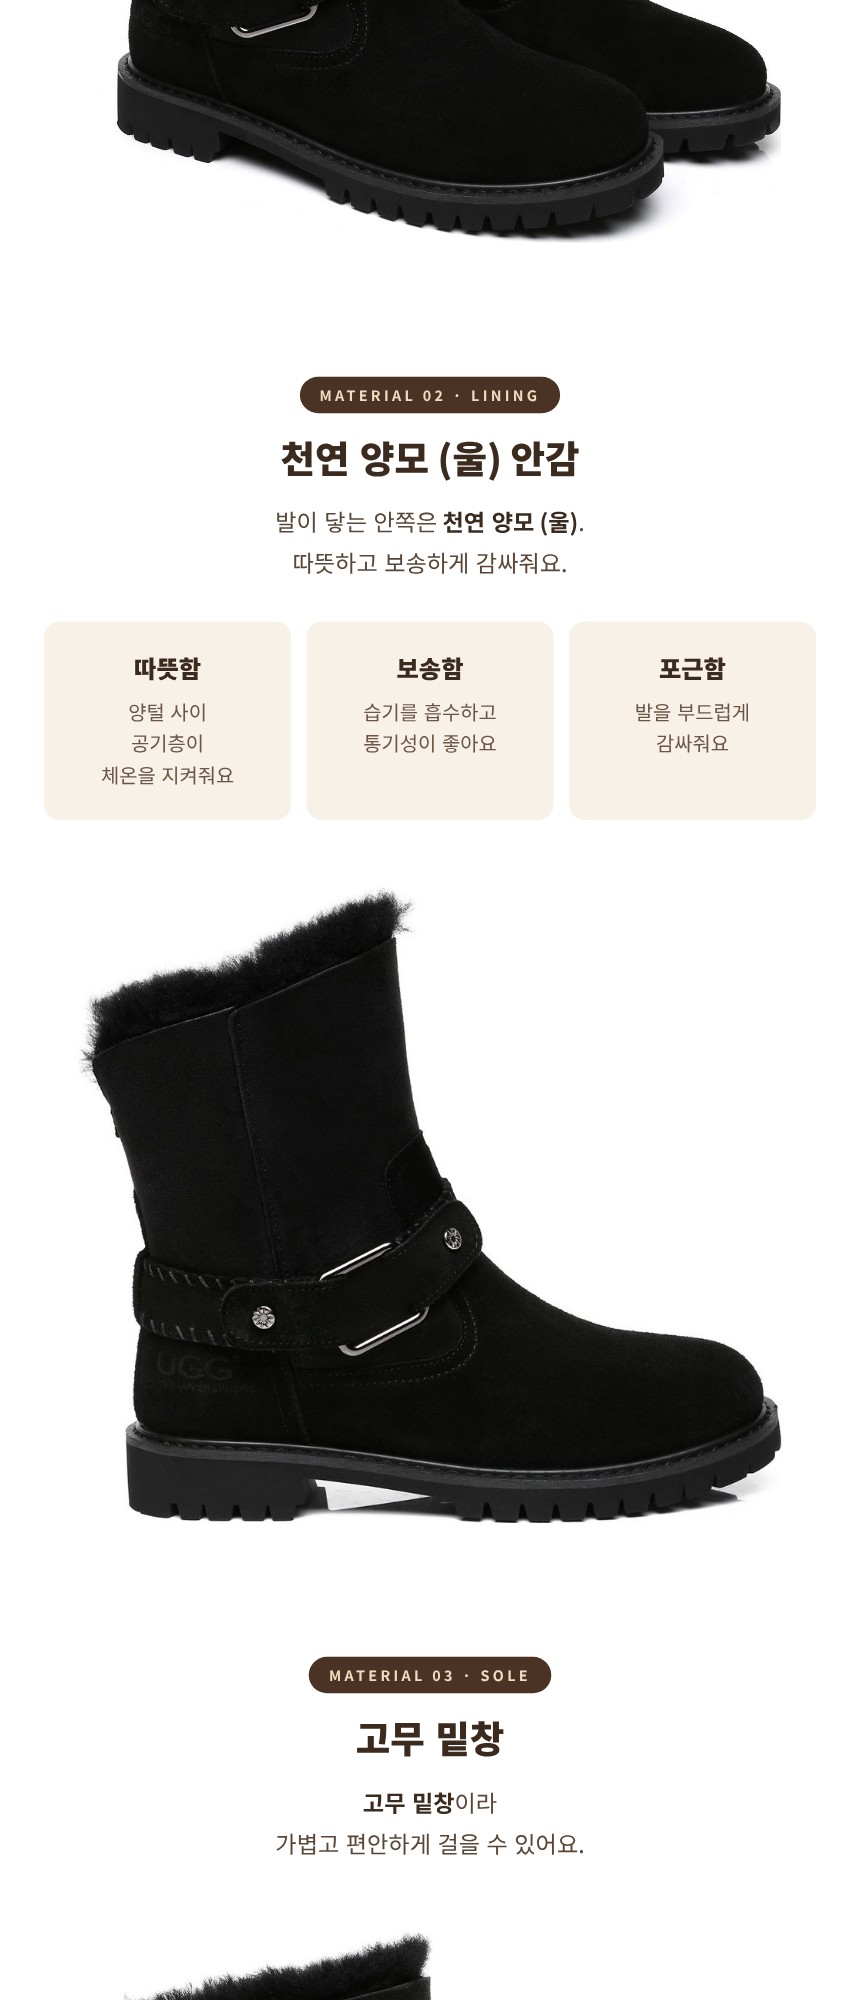 MATERIAL 02 · LINING
천연 양모 (울) 안감
발이 닿는 안쪽은 천연 양모 (울).
따뜻하고 보송하게 감싸줘요.
따뜻함
양털 사이
공기층이
체온을 지켜줘요
보송함
습기를 흡수하고
통기성이 좋아요
포근함
발을 부드럽게
감싸줘요
UGG
MATERIAL 03 · SOLE
고무 밑창
고무 밑창이라
가볍고 편안하게 걸을 수 있어요.